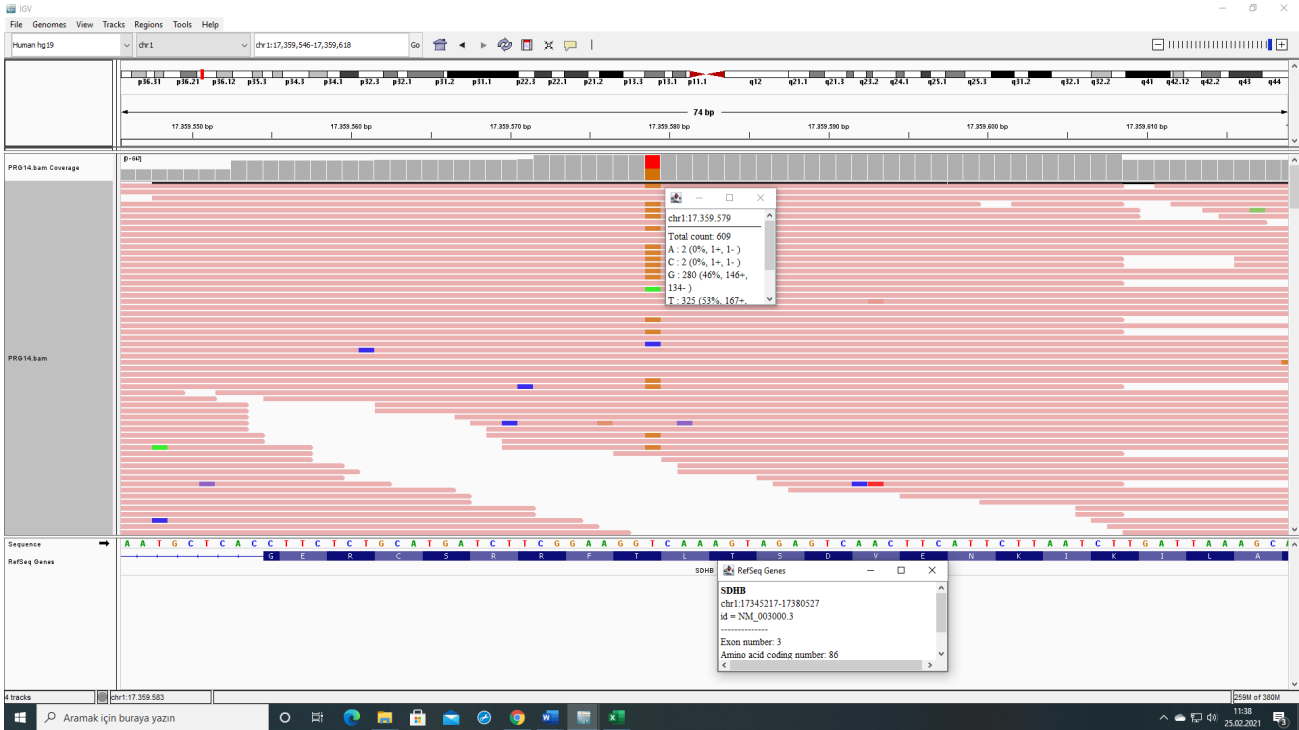 IGV
File Genomes View Tracks Regions Tools Help
Human hg19 chr1 chr1:17,359,546-17,359,618 Go
p36.31 p36.21 p36.12 p35.3 p34.3 p34.1 p32.3 p32.1 p31.1 p22.3 p22.1 p21.2 p13.3 p13.1 p11.1 q12 q21.1 q21.3 q23.2 q24.1 q25.1 q25.3 q31.2 q32.1 q32.2 q41 q42.12 q42.2 q43 q44
74 bp
17.359.550 bp 17.359.560 bp 17.359.570 bp 17.359.580 bp 17.359.590 bp 17.359.600 bp 17.359.610 bp
[0 - 647]
PRG14.bam Coverage
chr1:17.359.579
Total count: 609
A : 2 (0%, 1+, 1- )
C : 2 (0%, 1+, 1- )
G : 280 (46%, 146+,
134- )
T : 325 (53%, 167+,
PRG14.bam
Sequence
A A T G C T C A C C T T C T C T G C A T G A T C T T C G G A A G G T C A A A G T A G A G T C A A C T T C A T T C T T A A T C T T G A T T A A A G C
RefSeq Genes
G E R C S R R F T L T S D V E N K I K I L A
SDHB
RefSeq Genes
SDHB
chr1:17345217-17380527
id = NM_003000.3
--------------
Exon number: 3
Amino acid coding number: 86
4 tracks chr1:17.359.583 259M of 380M
Aramak için buraya yazın
11:38
25.02.2021
3